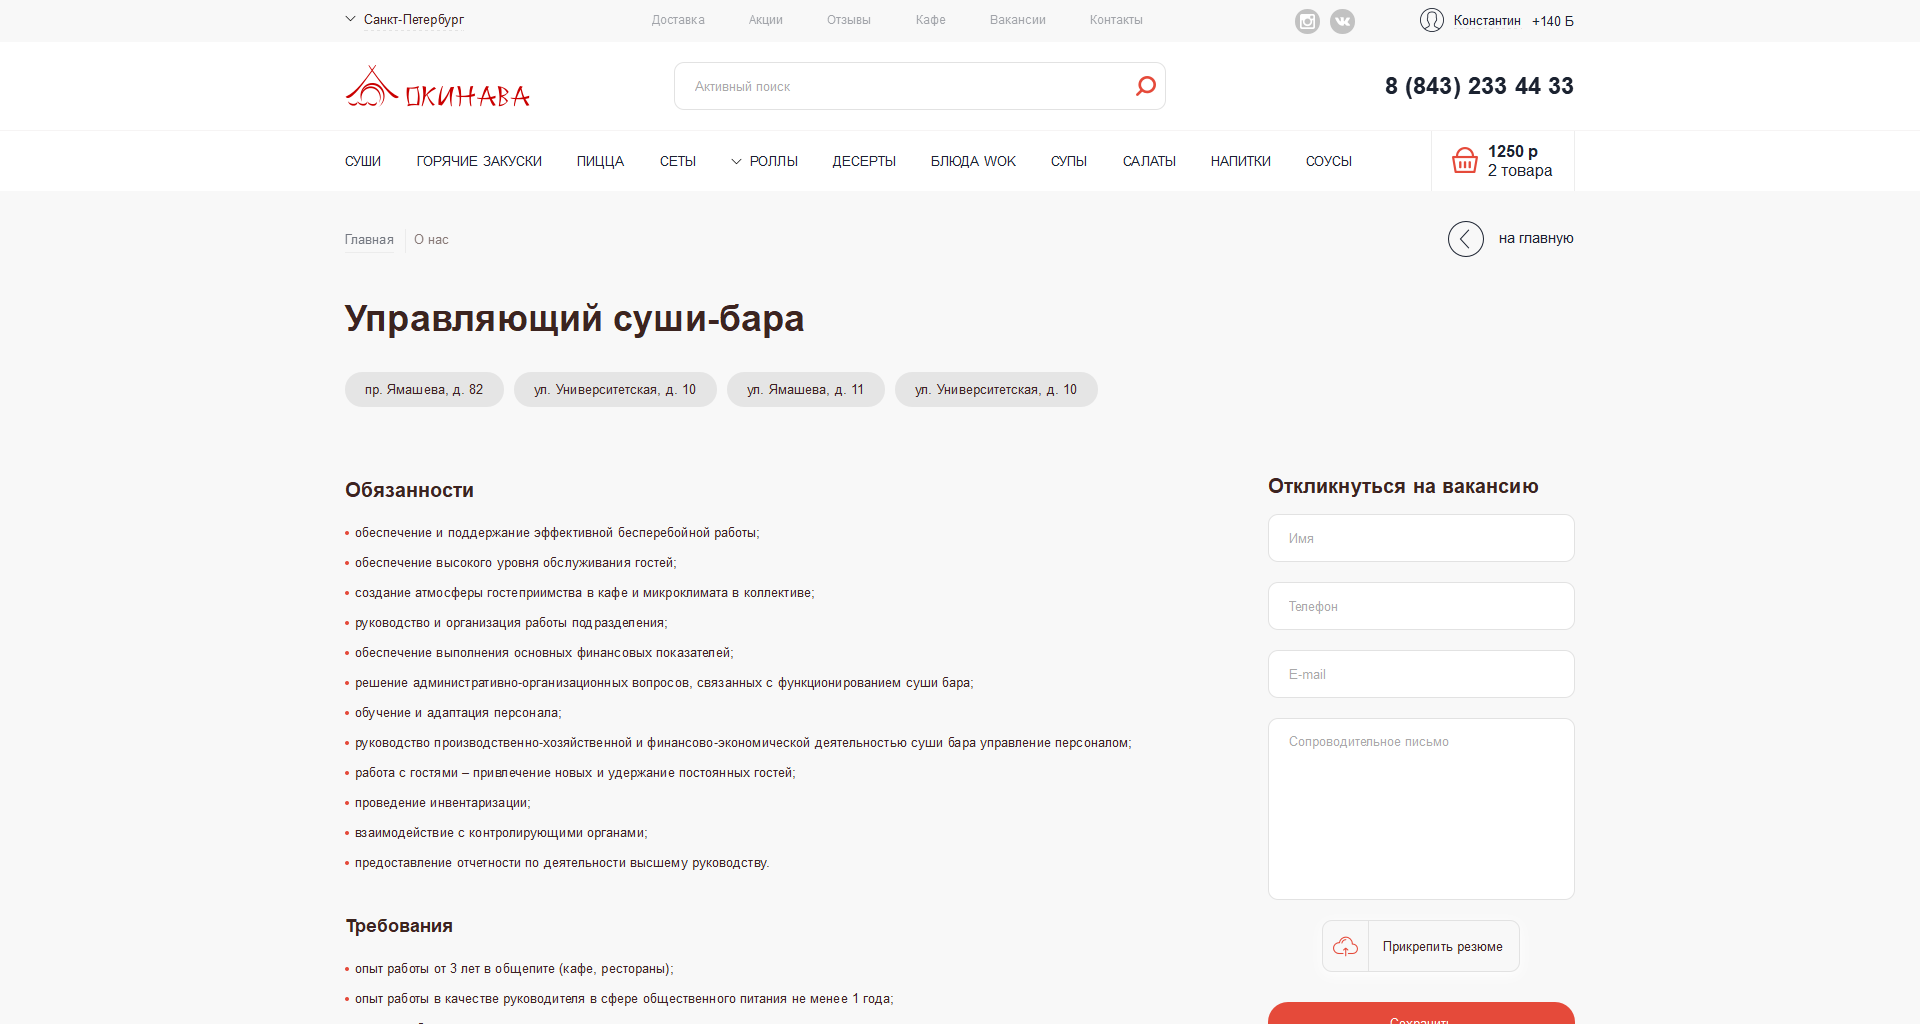 Санкт-Петербург
Доставка Акции Отзывы Кафе Вакансии Контакты
Константин +140 Б
ОКИНАВА
Активный поиск
8 (843) 233 44 33
СУШИ ГОРЯЧИЕ ЗАКУСКИ ПИЦЦА СЕТЫ РОЛЛЫ ДЕСЕРТЫ БЛЮДА WOK СУПЫ САЛАТЫ НАПИТКИ СОУСЫ
1250 р
2 товара
Главная О нас
на главную
Управляющий суши-бара
пр. Ямашева, д. 82 ул. Университетская, д. 10 ул. Ямашева, д. 11 ул. Университетская, д. 10
Обязанности
обеспечение и поддержание эффективной бесперебойной работы;
обеспечение высокого уровня обслуживания гостей;
создание атмосферы гостеприимства в кафе и микроклимата в коллективе;
руководство и организация работы подразделения;
обеспечение выполнения основных финансовых показателей;
решение административно-организационных вопросов, связанных с функционированием суши бара;
обучение и адаптация персонала;
руководство производственно-хозяйственной и финансово-экономической деятельностью суши бара управление персоналом;
работа с гостями – привлечение новых и удержание постоянных гостей;
проведение инвентаризации;
взаимодействие с контролирующими органами;
предоставление отчетности по деятельности высшему руководству.
Требования
опыт работы от 3 лет в общепите (кафе, рестораны);
опыт работы в качестве руководителя в сфере общественного питания не менее 1 года;
Откликнуться на вакансию
Имя
Телефон
E-mail
Сопроводительное письмо
Прикрепить резюме
Сохранить